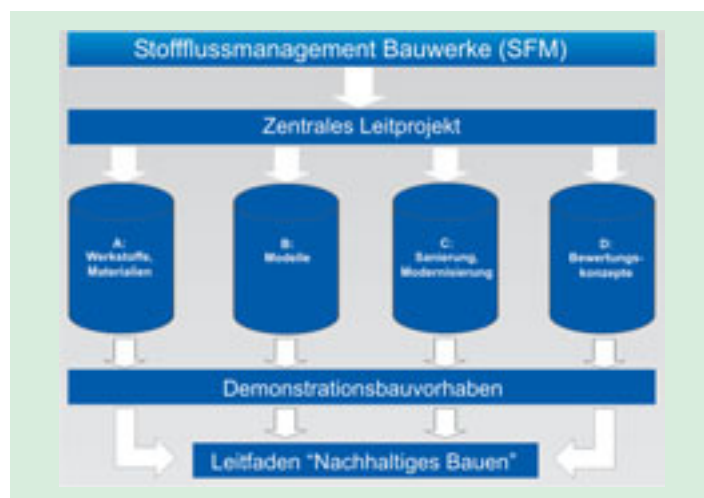 Stoffflussmanagement Bauwerke (SFM)
Zentrales Leitprojekt
A:
Werkstoffe,
Materialien
B:
Modelle
C:
Sanierung,
Modernisierung
D:
Bewertungs-
konzepte
Demonstrationsbauvorhaben
Leitfaden "Nachhaltiges Bauen"